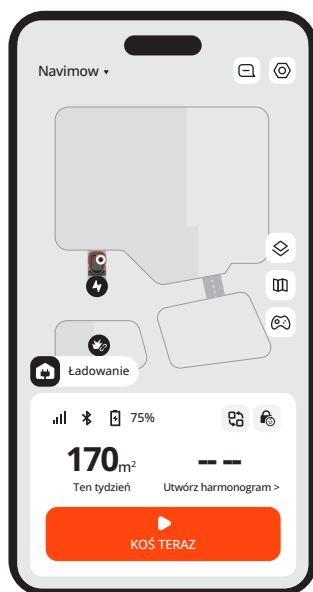 Navimow
Ładowanie
75%
170m²
-- --
Ten tydzień
Utwórz harmonogram >
KOŚ TERAZ